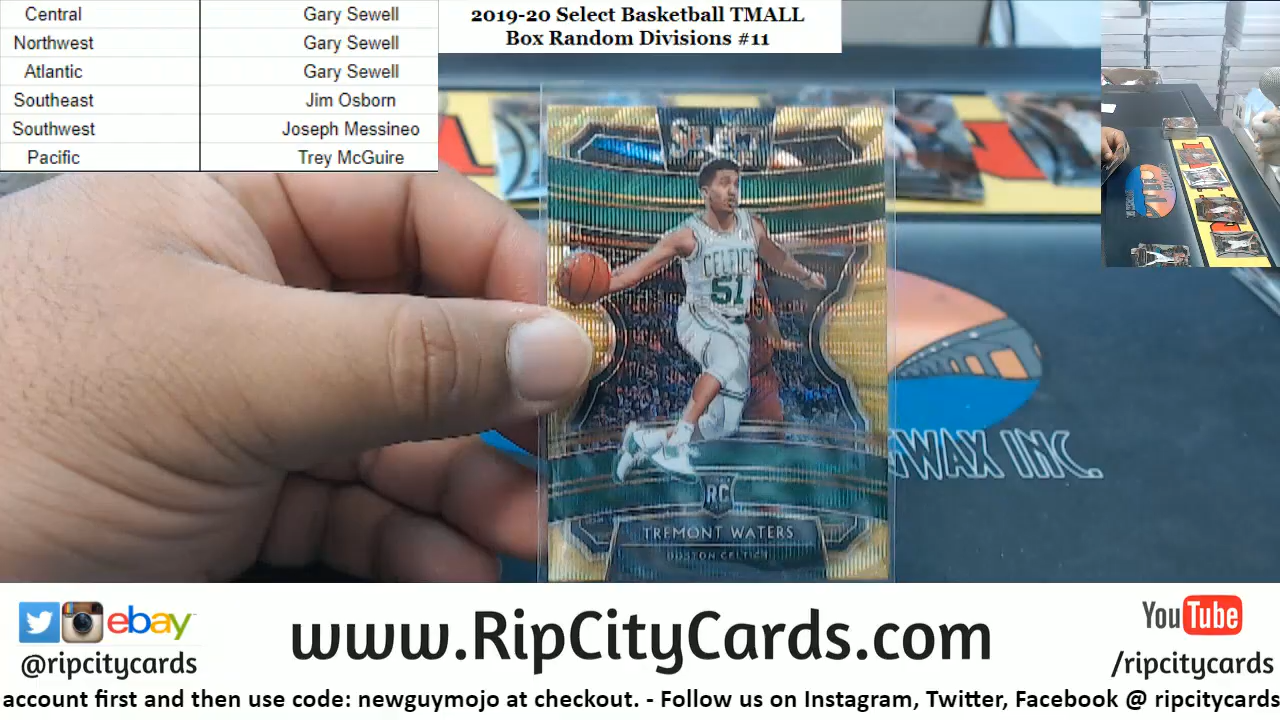 Central Gary Sewell
Northwest Gary Sewell
Atlantic Gary Sewell
Southeast Jim Osborn
Southwest Joseph Messineo
Pacific Trey McGuire
2019-20 Select Basketball TMALL
Box Random Divisions #11
SELECT
CELTICS
51
RC
TREMONT WATERS
BOSTON CELTICS
WAX INC.
ebay
@ripcitycards
www.RipCityCards.com
YouTube
/ripcitycards
account first and then use code: newguymojo at checkout. - Follow us on Instagram, Twitter, Facebook @ ripcitycards